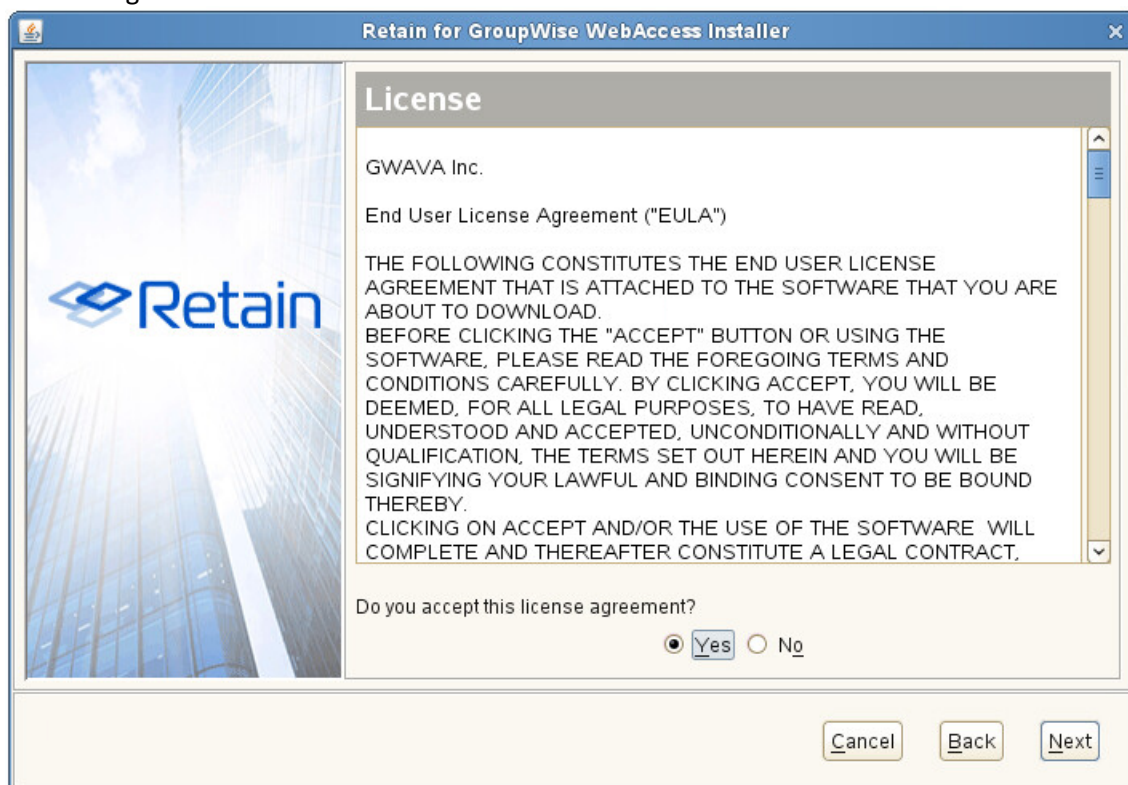 Retain for GroupWise WebAccess Installer
License
GWAVA Inc.
End User License Agreement ("EULA")
THE FOLLOWING CONSTITUTES THE END USER LICENSE
AGREEMENT THAT IS ATTACHED TO THE SOFTWARE THAT YOU ARE
ABOUT TO DOWNLOAD.
BEFORE CLICKING THE "ACCEPT" BUTTON OR USING THE
SOFTWARE, PLEASE READ THE FOREGOING TERMS AND
CONDITIONS CAREFULLY. BY CLICKING ACCEPT, YOU WILL BE
DEEMED, FOR ALL LEGAL PURPOSES, TO HAVE READ,
UNDERSTOOD AND ACCEPTED, UNCONDITIONALLY AND WITHOUT
QUALIFICATION, THE TERMS SET OUT HEREIN AND YOU WILL BE
SIGNIFYING YOUR LAWFUL AND BINDING CONSENT TO BE BOUND
THEREBY.
CLICKING ON ACCEPT AND/OR THE USE OF THE SOFTWARE WILL
COMPLETE AND THEREAFTER CONSTITUTE A LEGAL CONTRACT,
Retain
Do you accept this license agreement?
Yes No
Cancel Back Next